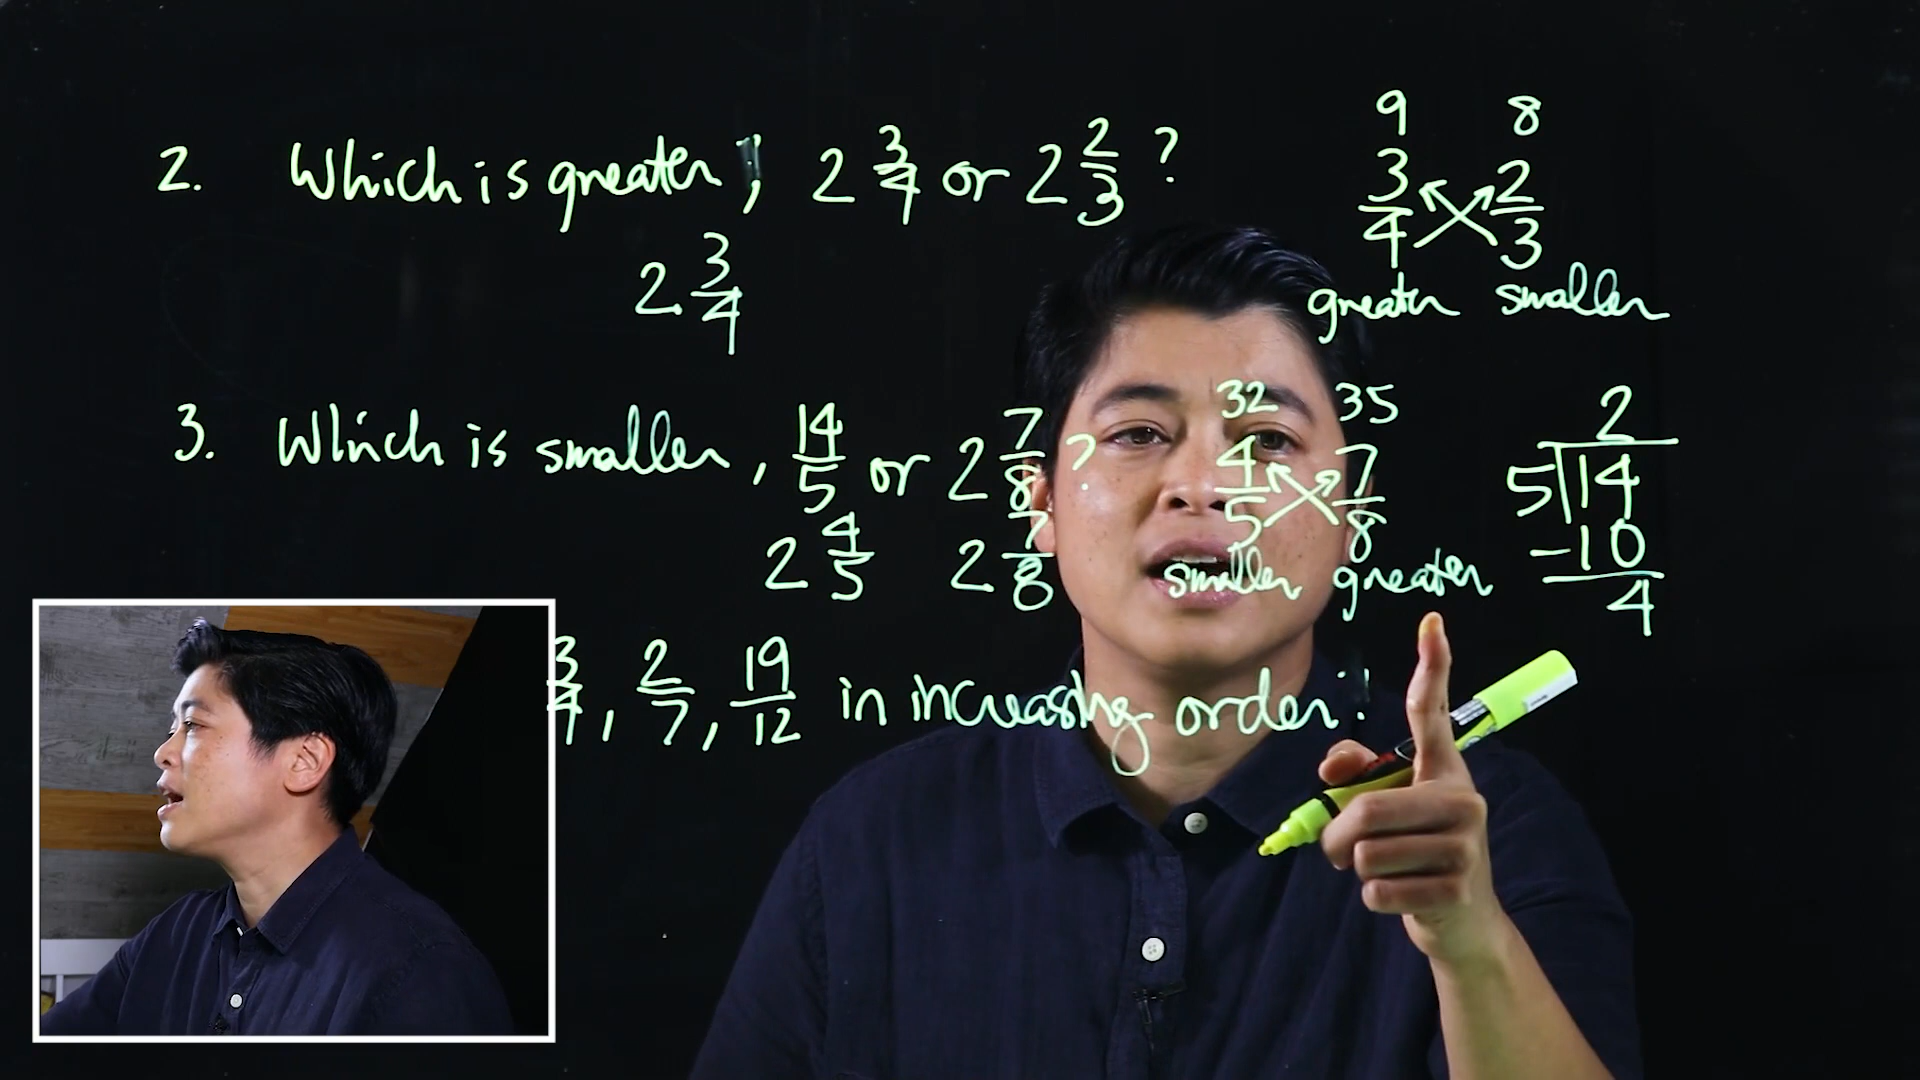 2. Which is greater, 2 3/4 or 2 2/3 ?
2 3/4
9 8
3/4 2/3
greater smaller
3. Which is smaller, 14/5 or 2 7/8 ?
2 4/5 2 7/8
32 35
4/5 7/8
smaller greater
2
5 14
-10
4
3/4, 2/7, 19/12 in increasing order: